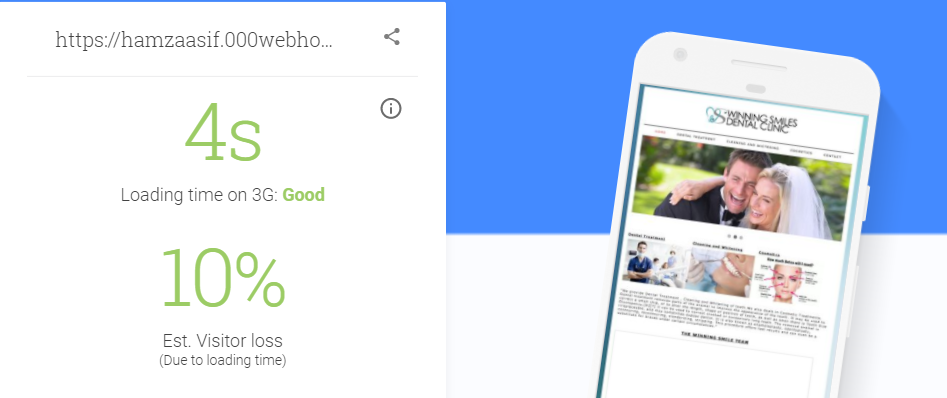 https://hamzaasif.000webho...
4s
Loading time on 3G: Good
10%
Est. Visitor loss
(Due to loading time)
WINNING SMILES
DENTAL CLINIC
HOME DENTAL TREATMENT CLEANING AND WHITENING COSMETICS CONTACT
Dental Treatment Cleaning and Whitening Cosmetics
THE WINNING SMILE TEAM